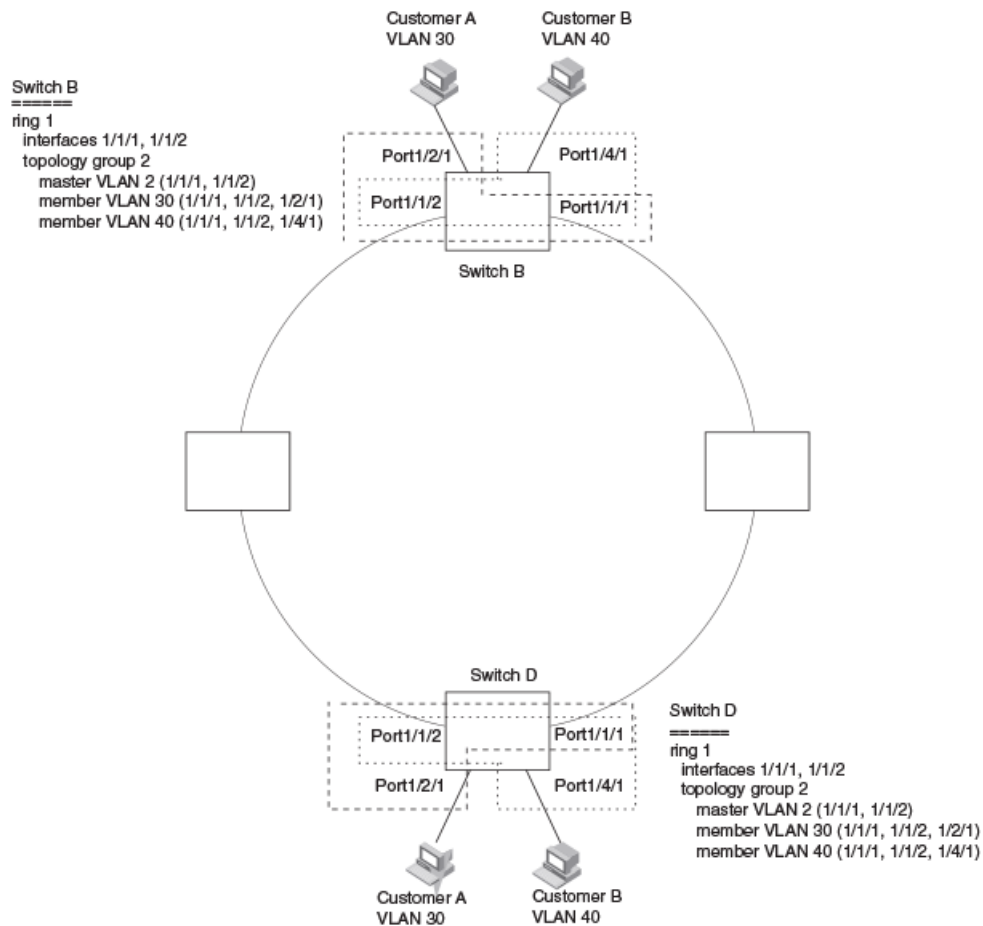 Customer A
VLAN 30
Customer B
VLAN 40
Switch B
======
ring 1
interfaces 1/1/1, 1/1/2
topology group 2
master VLAN 2 (1/1/1, 1/1/2)
member VLAN 30 (1/1/1, 1/1/2, 1/2/1)
member VLAN 40 (1/1/1, 1/1/2, 1/4/1)
Port1/2/1
Port1/4/1
Port1/1/2
Port1/1/1
Switch B
Switch D
Port1/1/2
Port1/1/1
Port1/2/1
Port1/4/1
Switch D
======
ring 1
interfaces 1/1/1, 1/1/2
topology group 2
master VLAN 2 (1/1/1, 1/1/2)
member VLAN 30 (1/1/1, 1/1/2, 1/2/1)
member VLAN 40 (1/1/1, 1/1/2, 1/4/1)
Customer A
VLAN 30
Customer B
VLAN 40